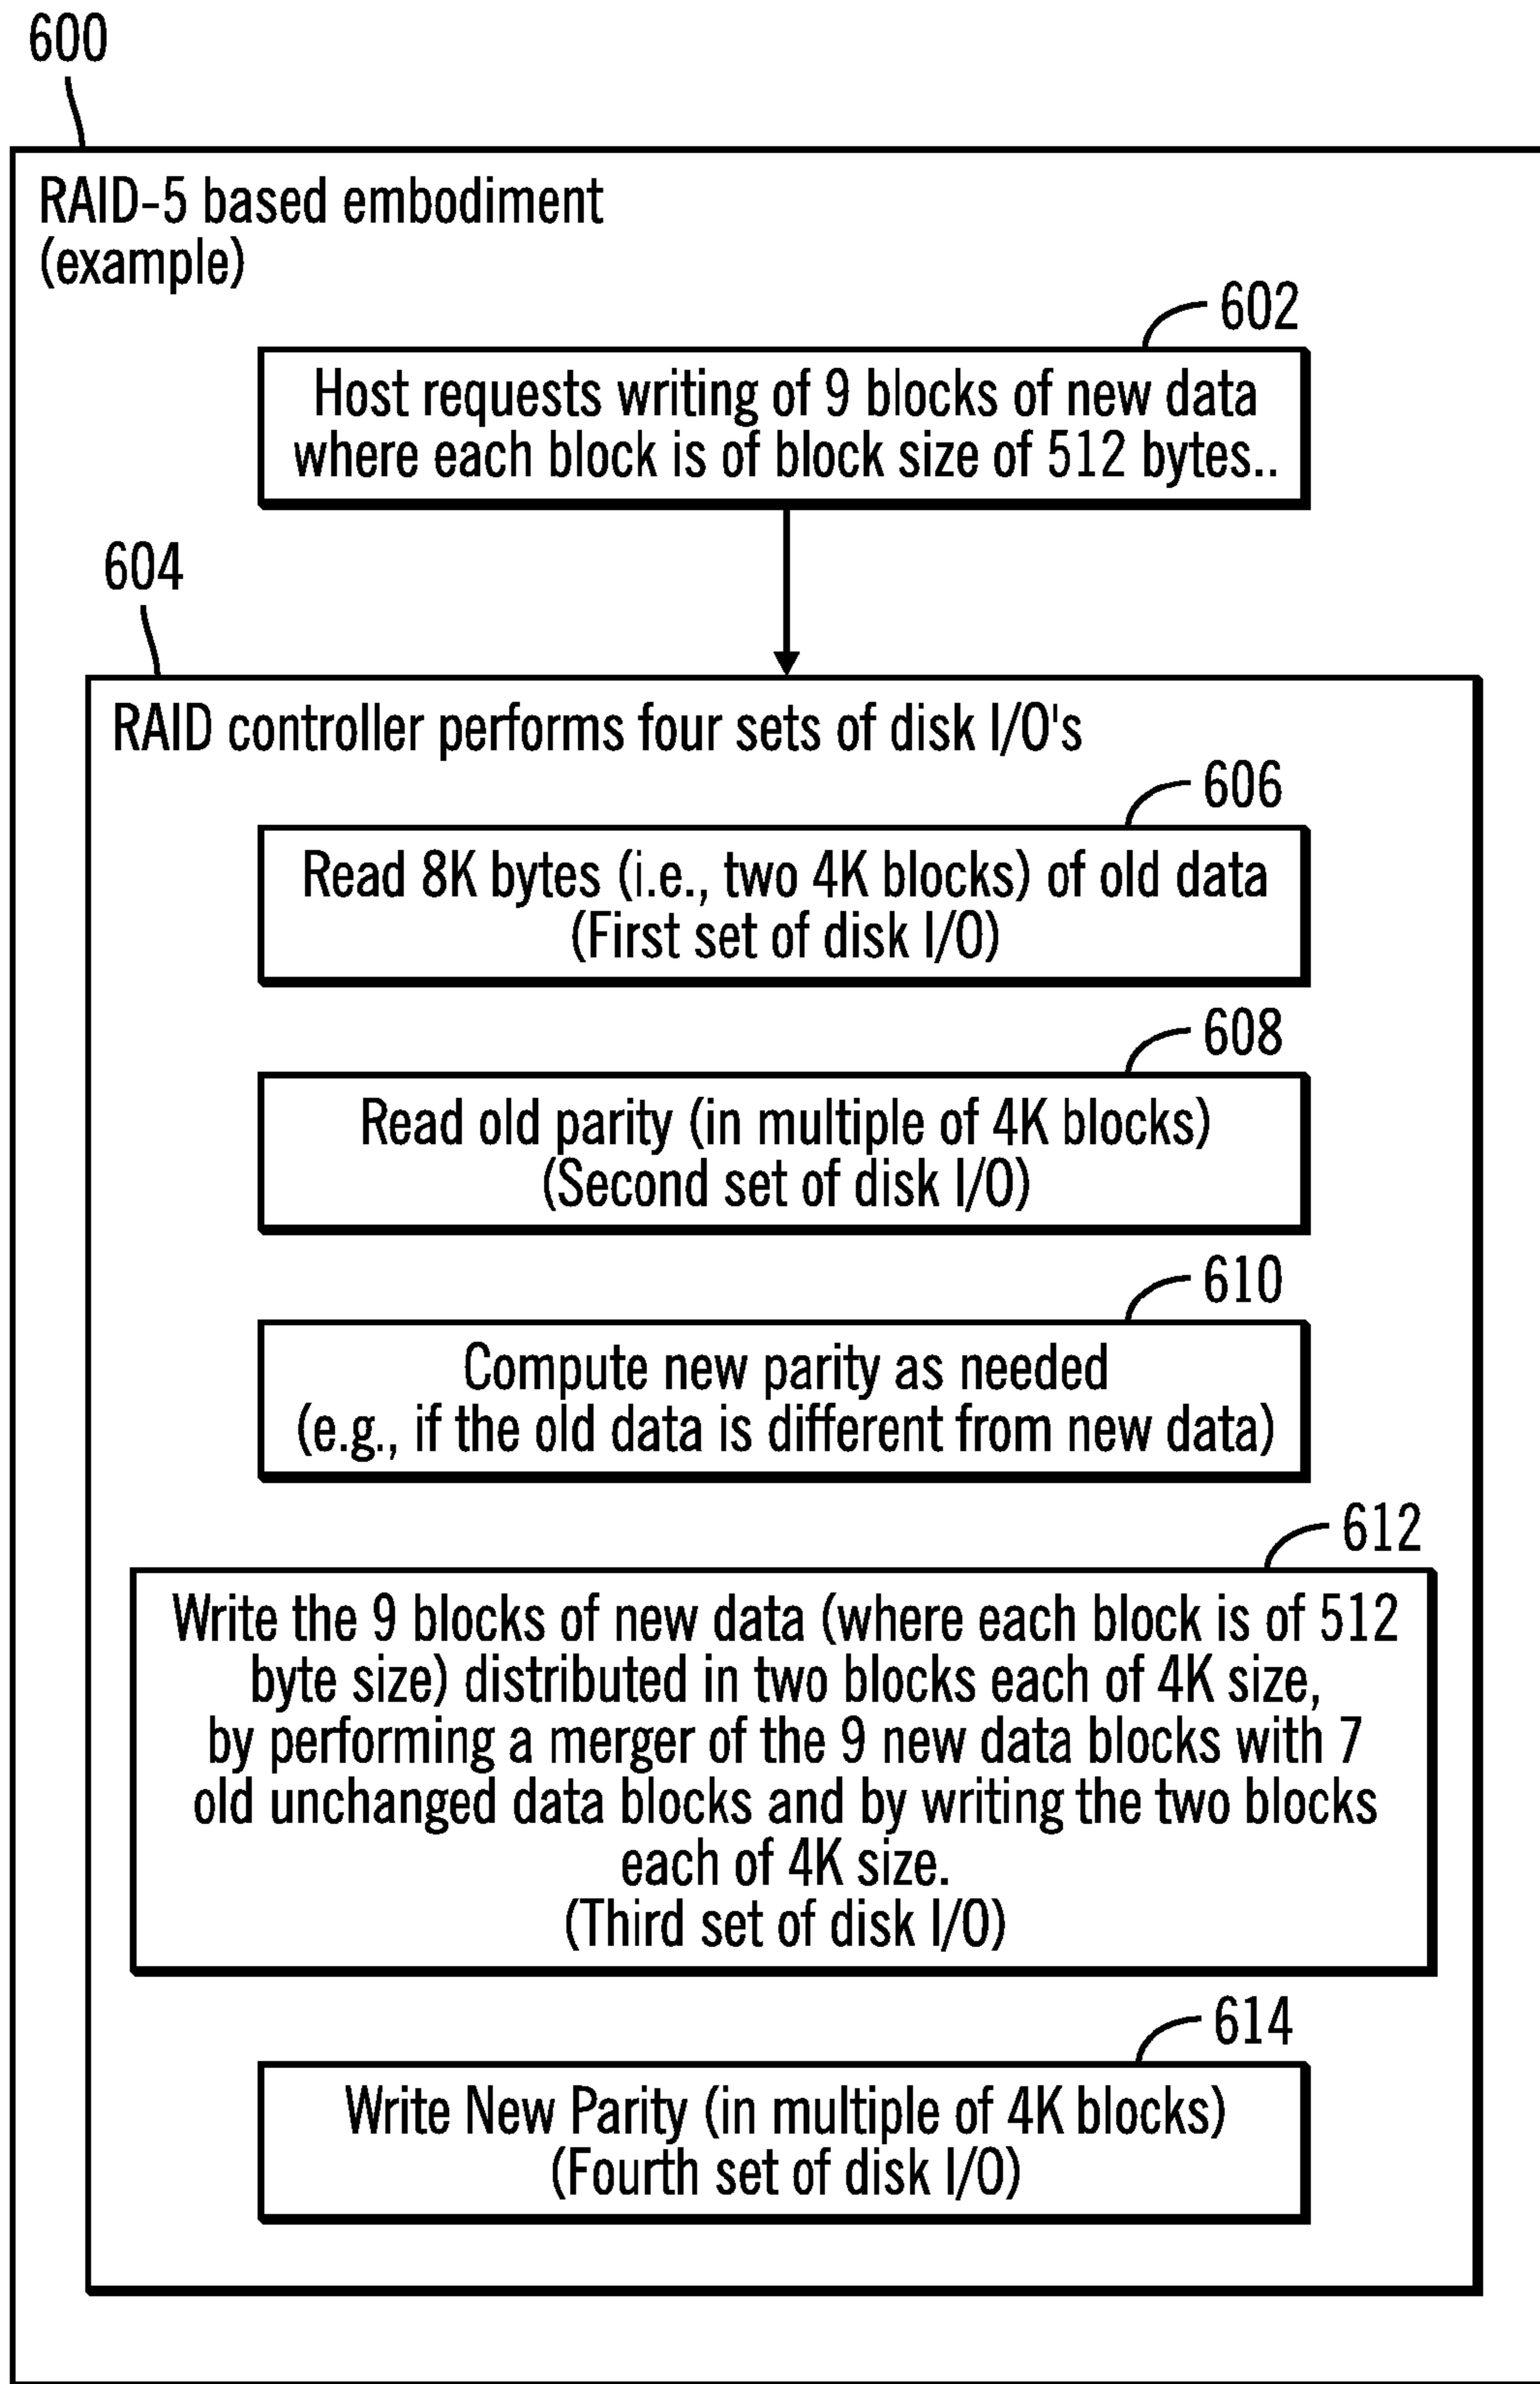 600
RAID-5 based embodiment
(example)
602
Host requests writing of 9 blocks of new data
where each block is of block size of 512 bytes..
604
RAID controller performs four sets of disk I/O's
606
Read 8K bytes (i.e., two 4K blocks) of old data
(First set of disk I/O)
608
Read old parity (in multiple of 4K blocks)
(Second set of disk I/O)
610
Compute new parity as needed
(e.g., if the old data is different from new data)
612
Write the 9 blocks of new data (where each block is of 512
byte size) distributed in two blocks each of 4K size,
by performing a merger of the 9 new data blocks with 7
old unchanged data blocks and by writing the two blocks
each of 4K size.
(Third set of disk I/O)
614
Write New Parity (in multiple of 4K blocks)
(Fourth set of disk I/O)